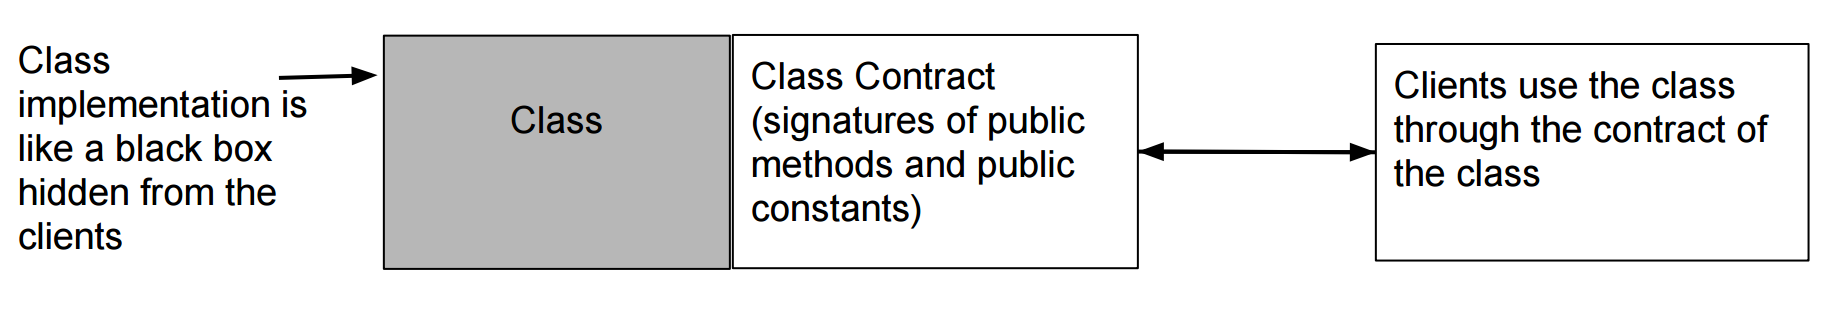 Class
implementation is
like a black box
hidden from the
clients
Class
Class Contract
(signatures of public
methods and public
constants)
Clients use the class
through the contract of
the class